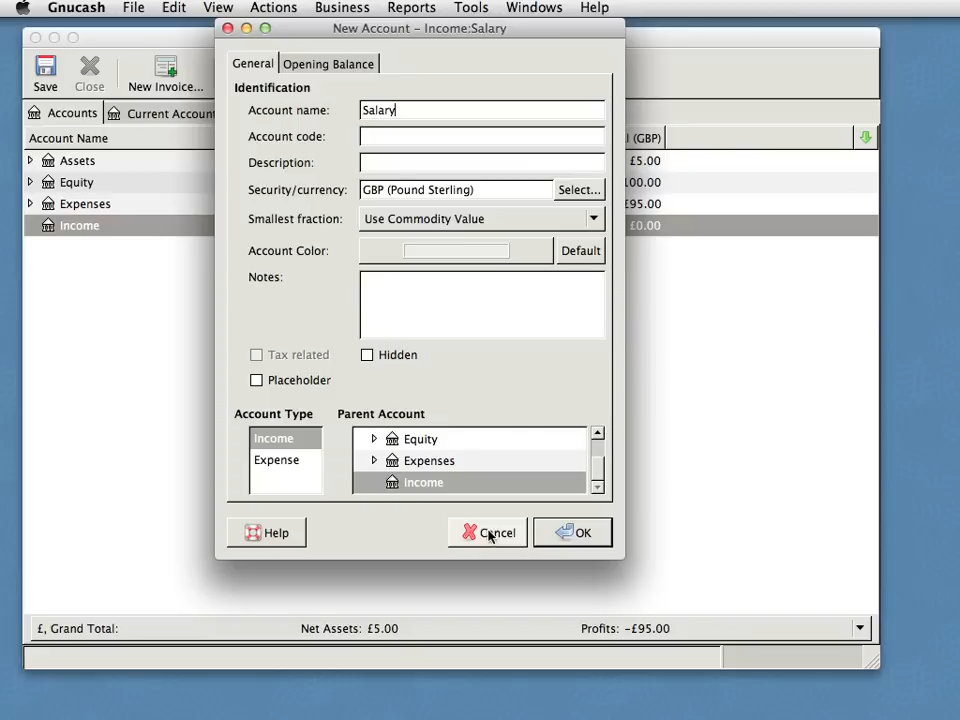 Gnucash File Edit View Actions Business Reports Tools Windows Help
New Account - Income:Salary
Save Close New Invoice...
General Opening Balance
Identification
Accounts Current Account
Account name: Salary
Account Name (GBP)
Account code:
Assets £5.00
Description:
Equity 100.00
Security/currency: GBP (Pound Sterling) Select...
Expenses £95.00
Smallest fraction: Use Commodity Value
Income £0.00
Account Color: Default
Notes:
Tax related Hidden
Placeholder
Account Type Parent Account
Income Equity
Expense Expenses
Income
Help Cancel OK
£, Grand Total: Net Assets: £5.00 Profits: -£95.00